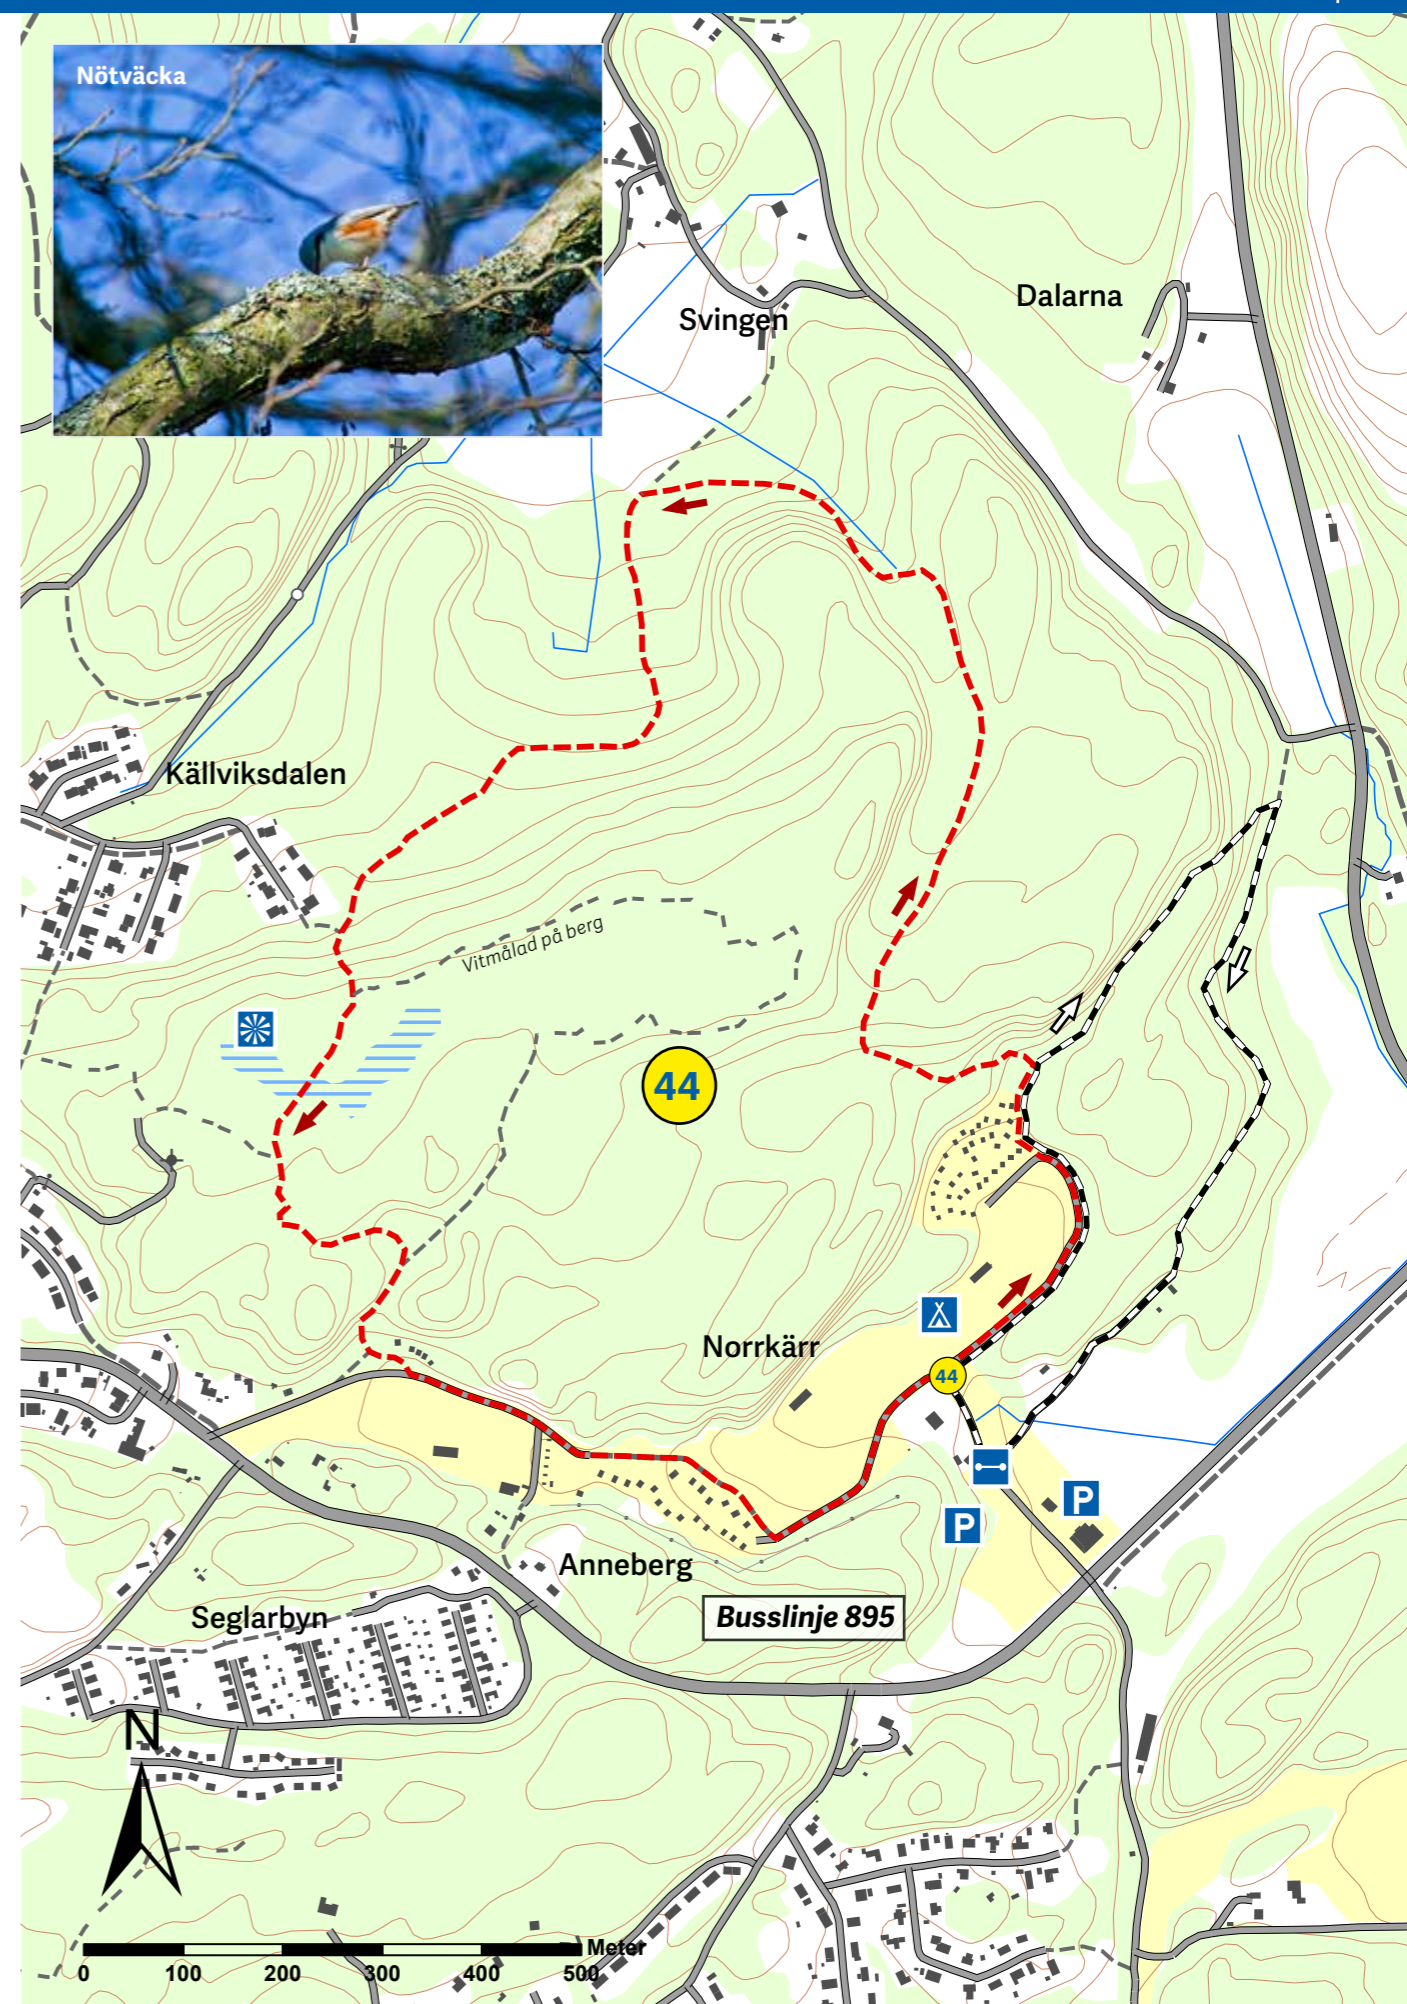 Nötväcka
Dalarna
Svingen
Källviksdalen
Vitmålad på berg
44
Norrkärr
44
P
P
Anneberg
Busslinje 895
Seglarbyn
N
Meter
0 100 200 300 400 500